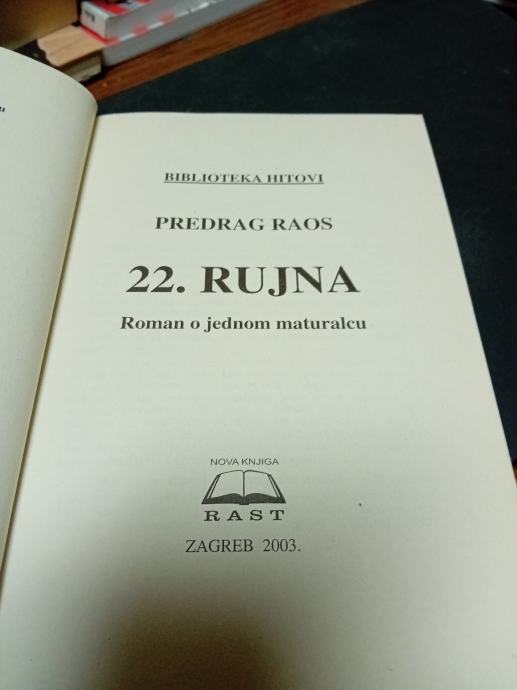 BIBLIOTEKA HITOVI
PREDRAG RAOS
22. RUJNA
Roman o jednom maturalcu
NOVA KNJIGA
RAST
ZAGREB 2003.